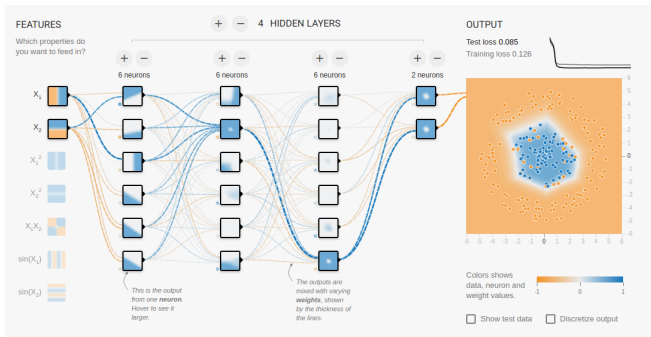 FEATURES
+ − 4 HIDDEN LAYERS
OUTPUT
Which properties do
you want to feed in?
Test loss 0.085
Training loss 0.126
+ − + − + − + −
6 neurons 6 neurons 6 neurons 2 neurons
X₁
X₂
X₁²
X₂²
X₁X₂
sin(X₁)
sin(X₂)
This is the output
from one neuron.
Hover to see it
larger.
The outputs are
mixed with varying
weights, shown
by the thickness of
the lines.
6
5
4
3
2
1
0
-1
-2
-3
-4
-5
-6
-6 -5 -4 -3 -2 -1 0 1 2 3 4 5 6
Colors shows
data, neuron and
weight values.
-1 0 1
Show test data
Discretize output